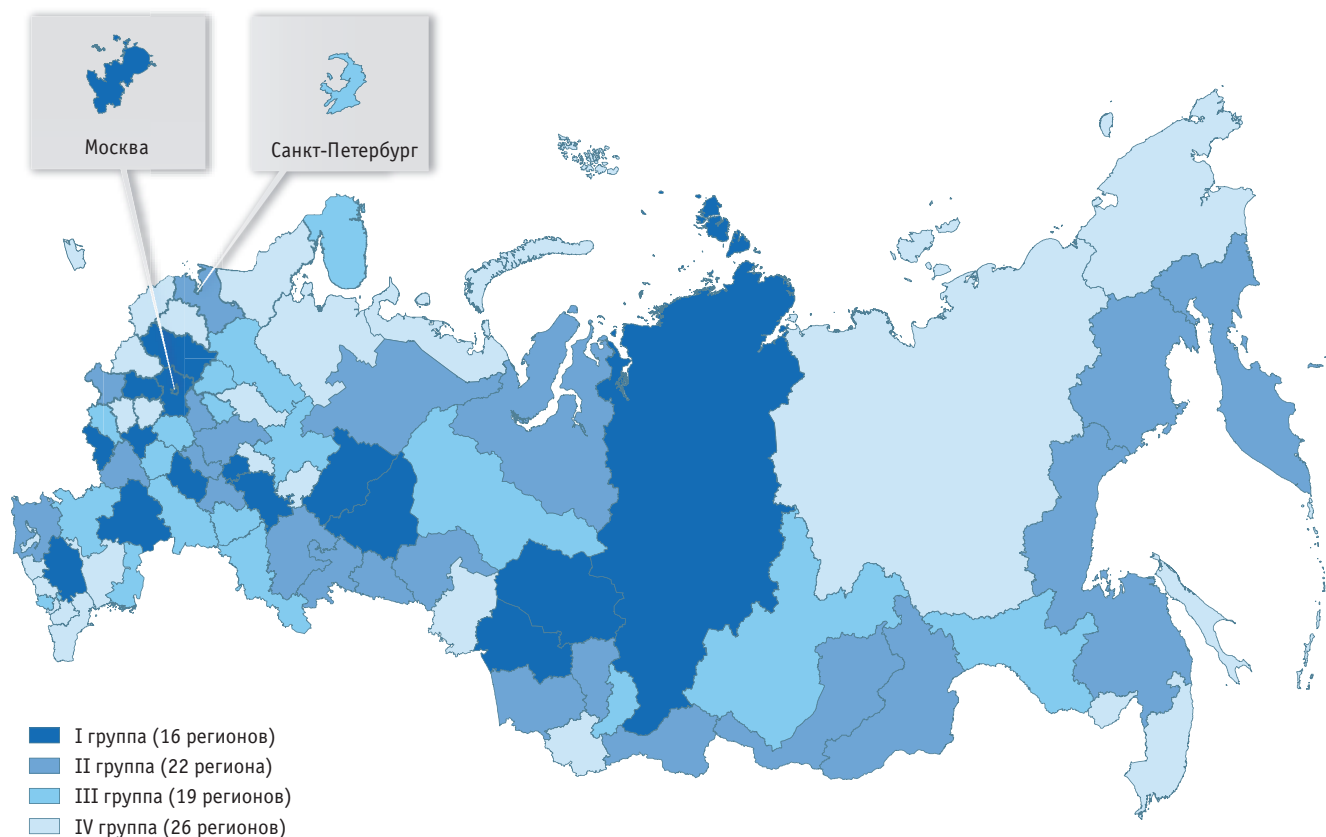 Москва
Санкт-Петербург
I группа (16 регионов)
II группа (22 региона)
III группа (19 регионов)
IV группа (26 регионов)